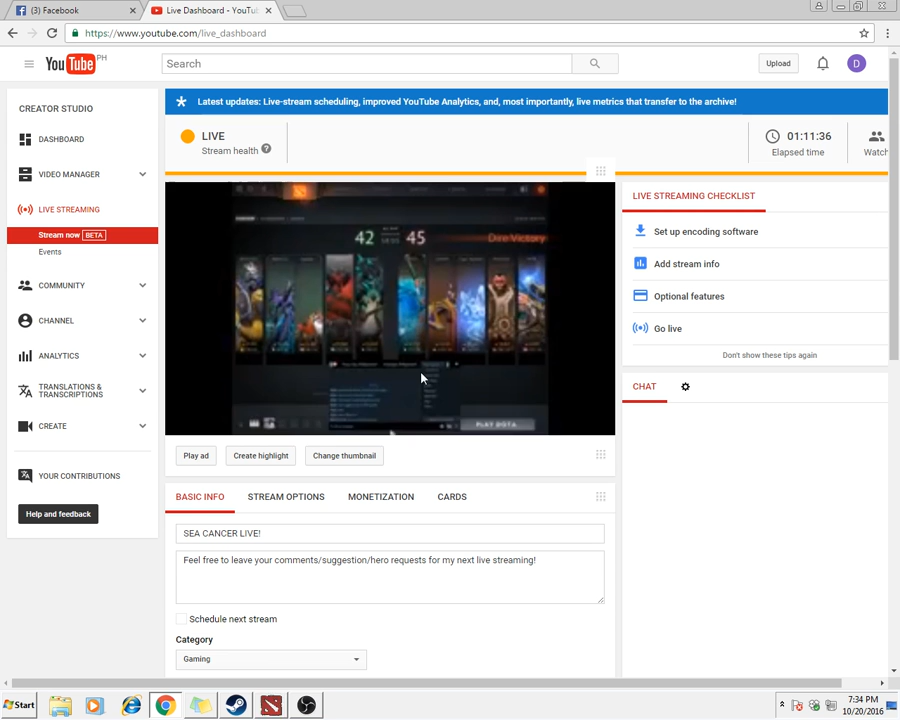 (3) Facebook
Live Dashboard - YouTu
https://www.youtube.com/live_dashboard
YouTube PH
Search
Upload
D
CREATOR STUDIO
DASHBOARD
VIDEO MANAGER
LIVE STREAMING
Stream now BETA
Events
COMMUNITY
CHANNEL
ANALYTICS
TRANSLATIONS &
TRANSCRIPTIONS
CREATE
YOUR CONTRIBUTIONS
Help and feedback
Latest updates: Live-stream scheduling, improved YouTube Analytics, and, most importantly, live metrics that transfer to the archive!
LIVE
Stream health ?
01:11:36
Elapsed time
Watch
42 45 Dire Victory
PLAY DOTA
Play ad
Create highlight
Change thumbnail
BASIC INFO
STREAM OPTIONS
MONETIZATION
CARDS
SEA CANCER LIVE!
Feel free to leave your comments/suggestion/hero requests for my next live streaming!
Schedule next stream
Category
Gaming
LIVE STREAMING CHECKLIST
Set up encoding software
Add stream info
Optional features
Go live
Don't show these tips again
CHAT
Start
7:34 PM
10/20/2016